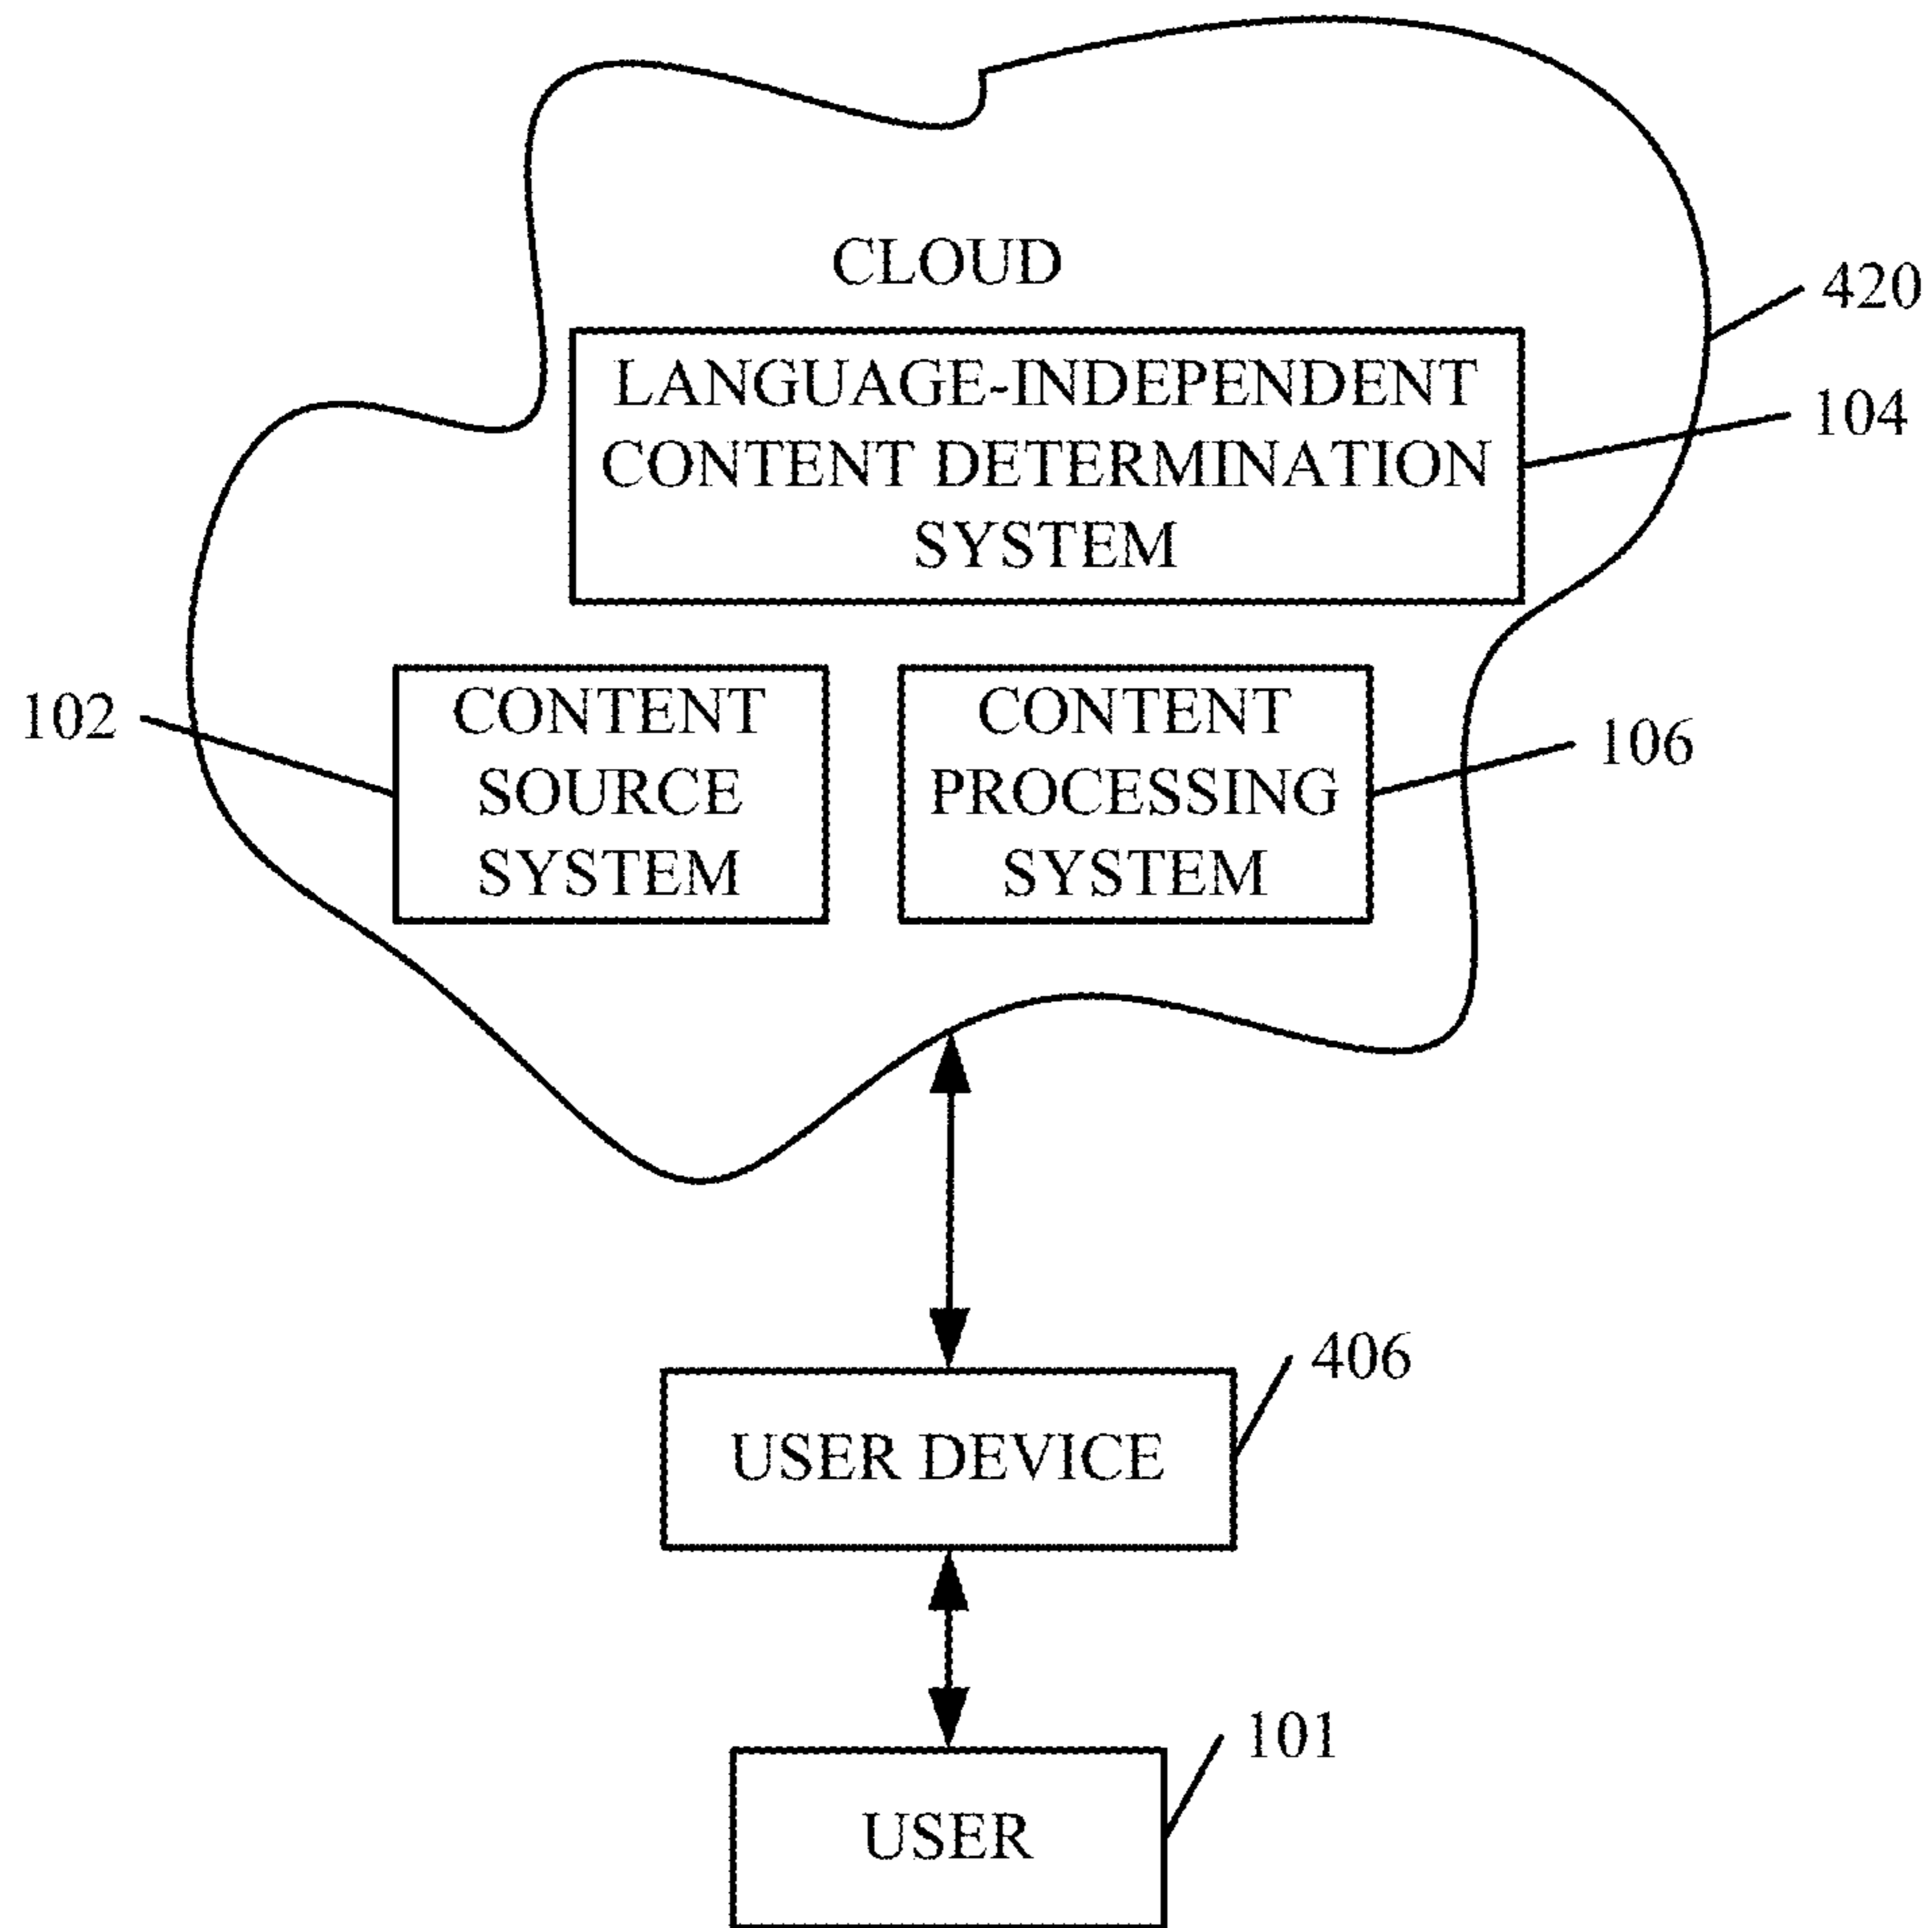 CLOUD
420
LANGUAGE-INDEPENDENT
CONTENT DETERMINATION
SYSTEM
104
102
CONTENT
SOURCE
SYSTEM
CONTENT
PROCESSING
SYSTEM
106
USER DEVICE
406
USER
101